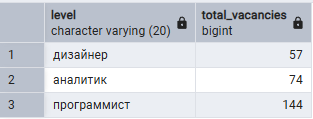 level total_vacancies
character varying (20) bigint
1 дизайнер 57
2 аналитик 74
3 программист 144